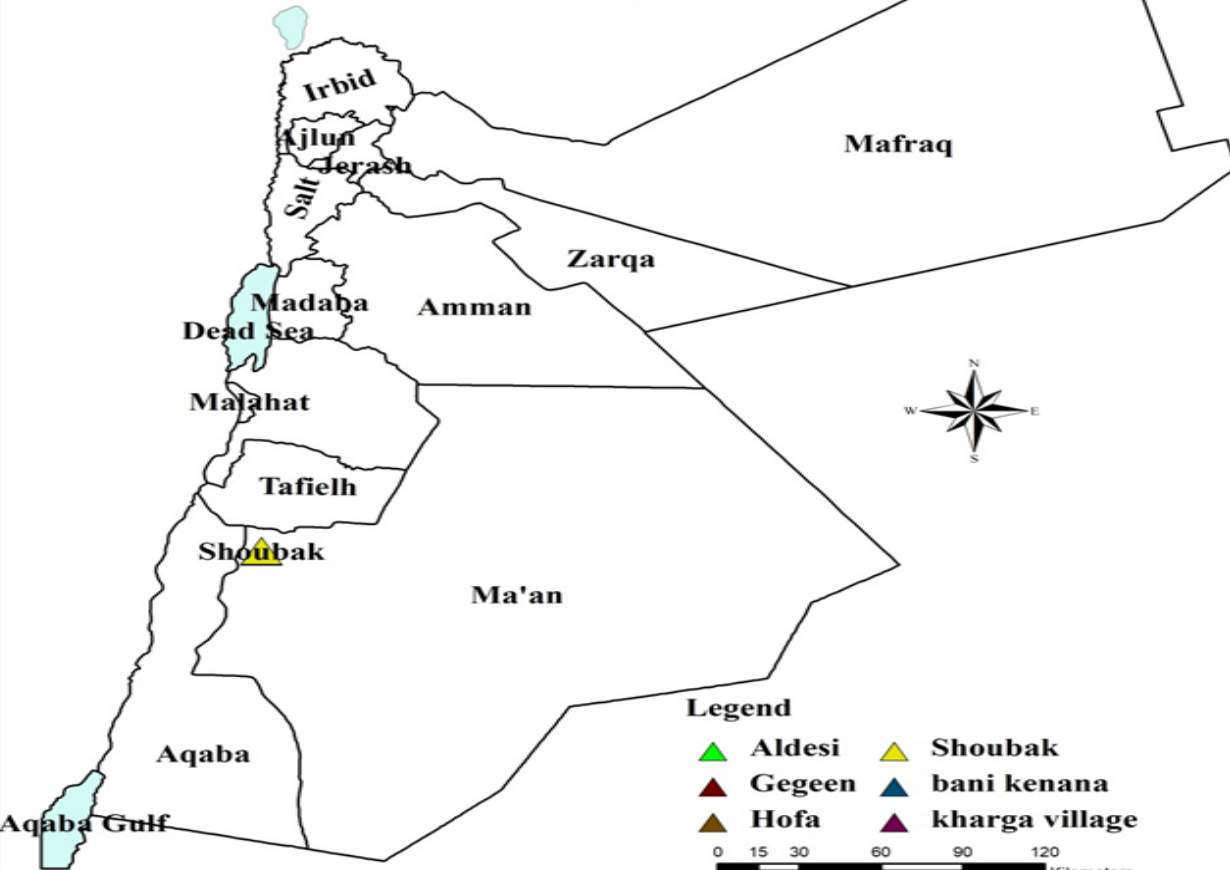 Irbid
Ajlun
Jerash
Mafraq
Salt
Zarqa
Madaba
Amman
Dead Sea
N
W E
S
Malahat
Tafielh
Shoubak
Ma'an
Aqaba
Aqaba Gulf
Legend
Aldesi Shoubak
Gegeen bani kenana
Hofa kharga village
0 15 30 60 90 120
Kilometers